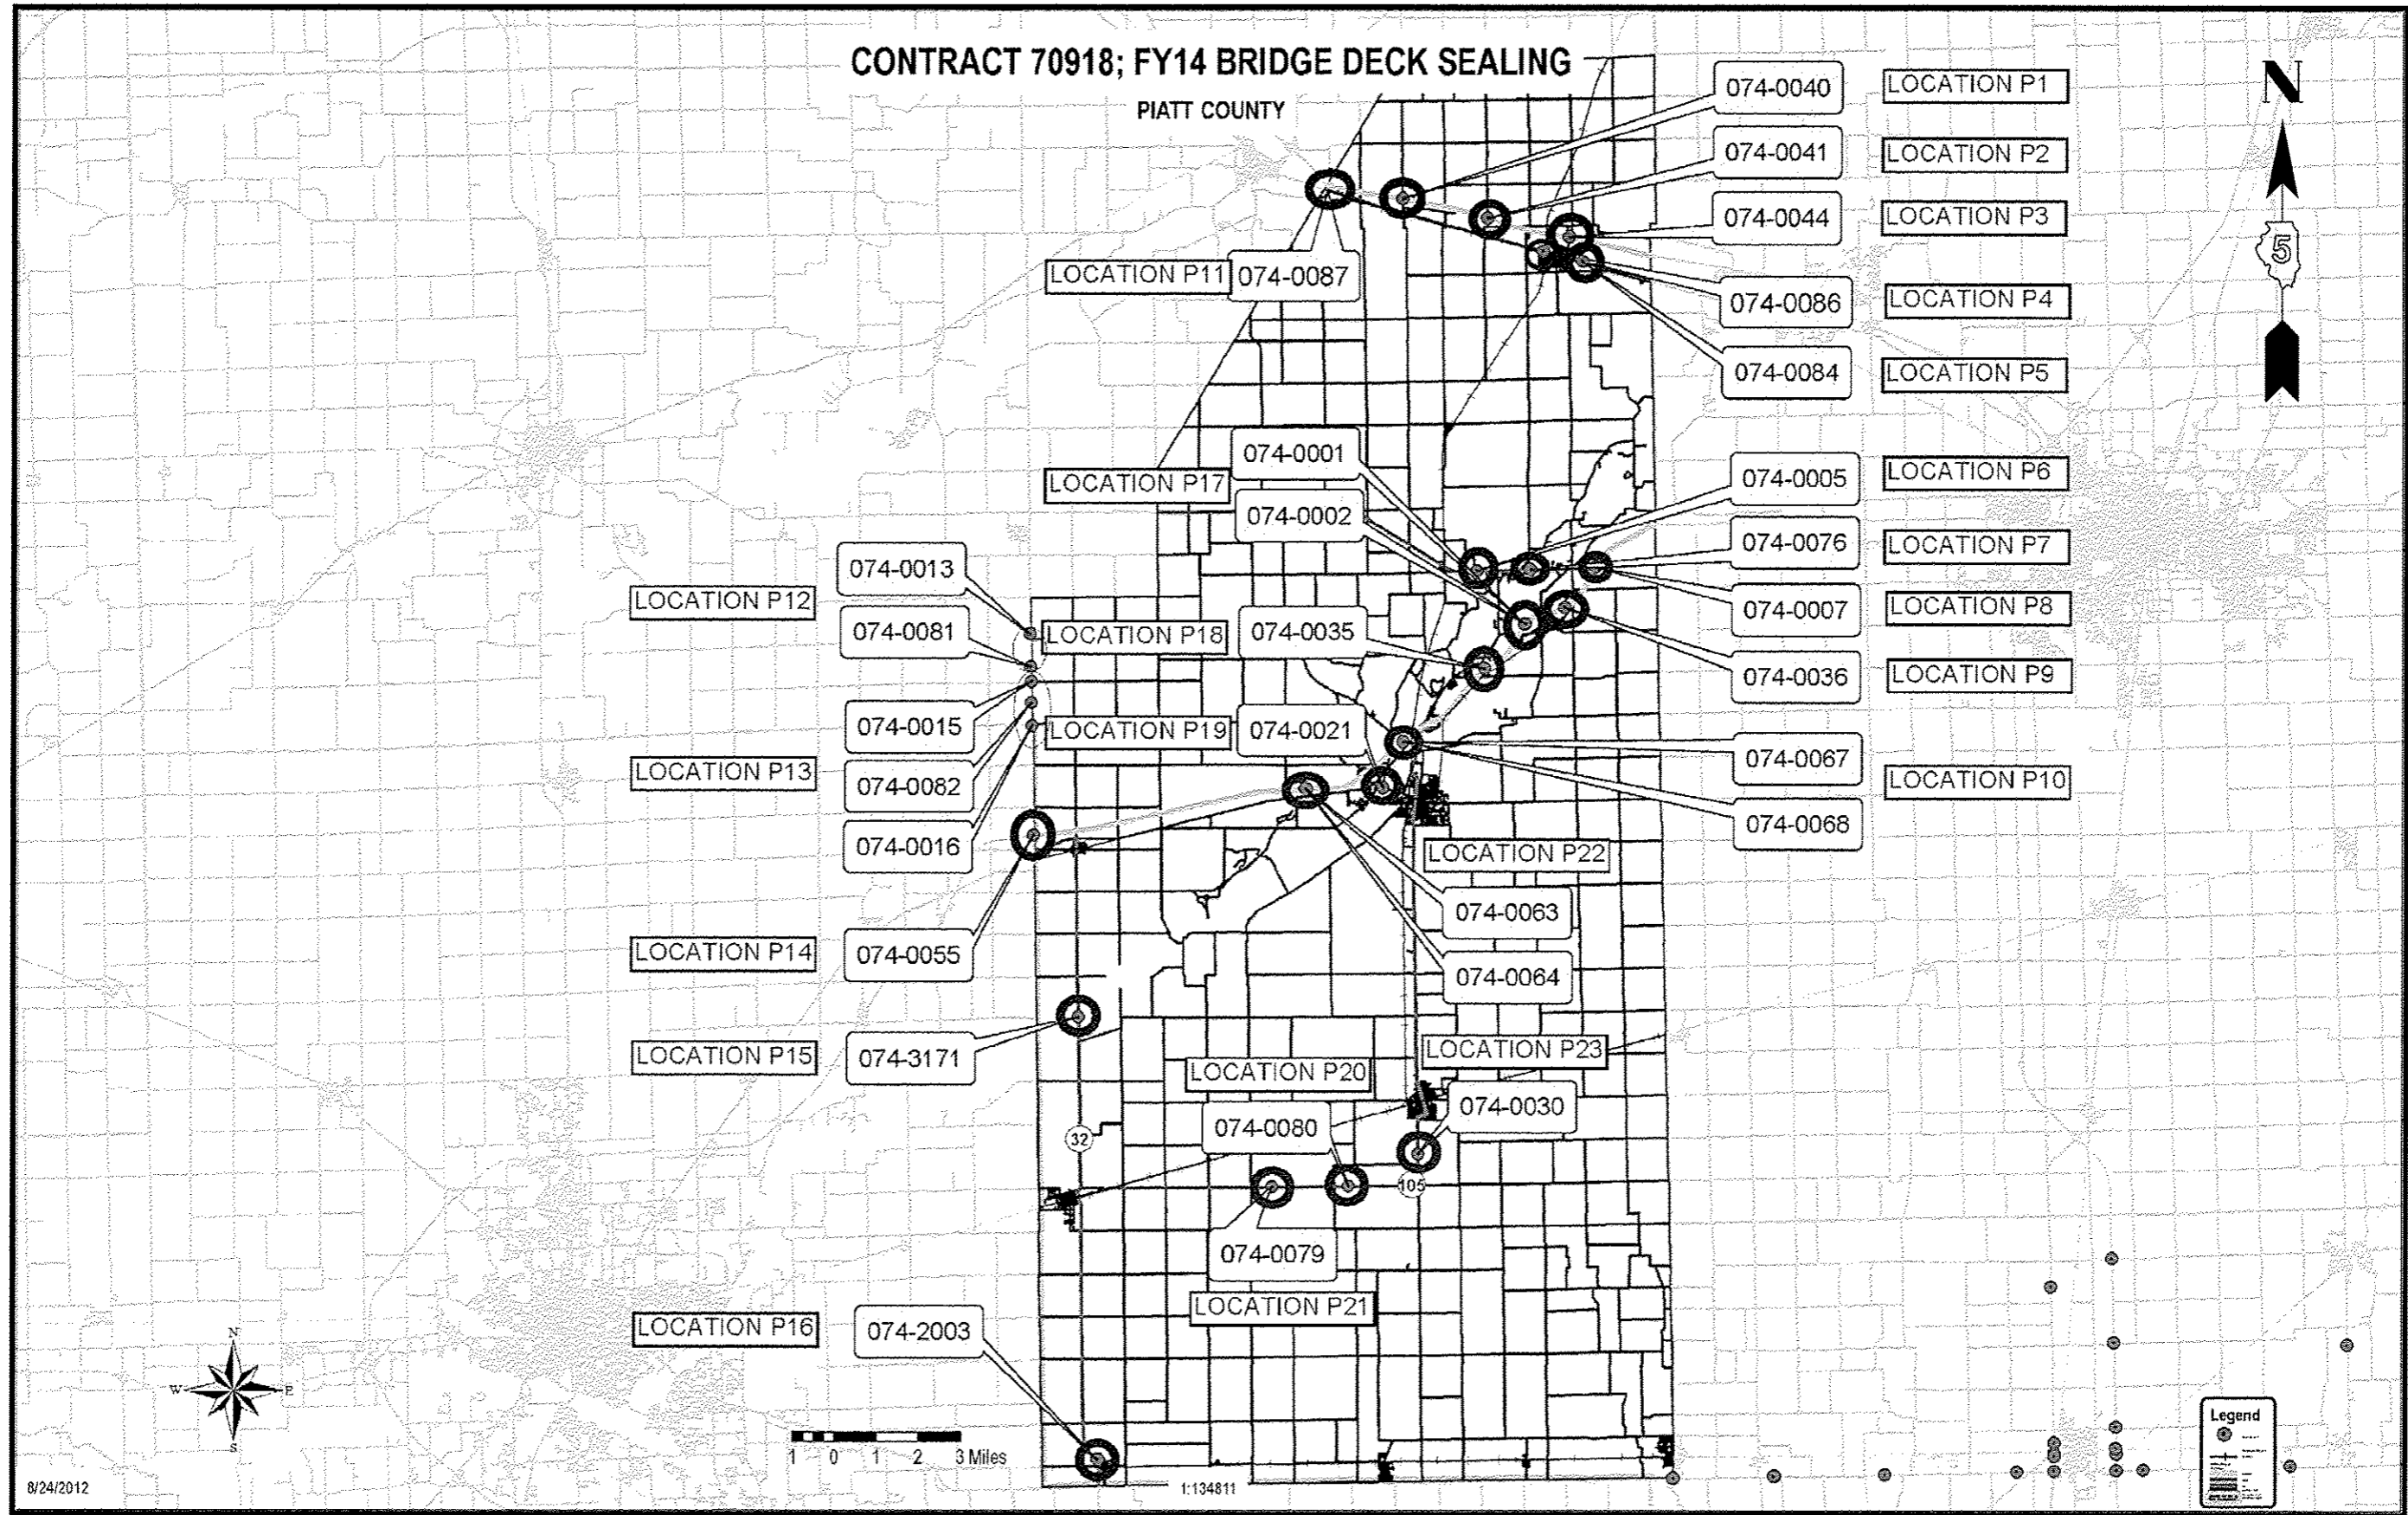 CONTRACT 70918; FY14 BRIDGE DECK SEALING
PIATT COUNTY
N
5
074-0040
LOCATION P1
074-0041
LOCATION P2
074-0044
LOCATION P3
LOCATION P11
074-0087
074-0086
LOCATION P4
074-0084
LOCATION P5
074-0001
LOCATION P17
074-0005
LOCATION P6
074-0002
074-0076
LOCATION P7
074-0013
LOCATION P12
074-0007
LOCATION P8
074-0081
LOCATION P18
074-0035
074-0036
LOCATION P9
074-0015
LOCATION P19
074-0021
074-0067
LOCATION P13
074-0082
LOCATION P10
074-0068
074-0016
LOCATION P22
074-0063
LOCATION P14
074-0055
074-0064
LOCATION P15
074-3171
LOCATION P20
LOCATION P23
074-0030
074-0080
32
105
074-0079
LOCATION P21
LOCATION P16
074-2003
N
W
E
S
1 0 1 2 3 Miles
1:134811
8/24/2012
Legend